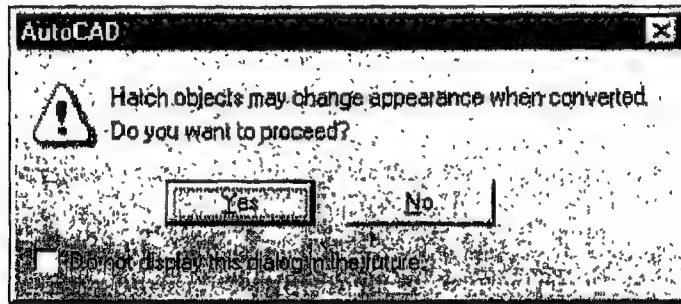 AutoCAD
Hatch objects may change appearance when converted.
Do you want to proceed?
Yes
No
Do not display this dialog in the future